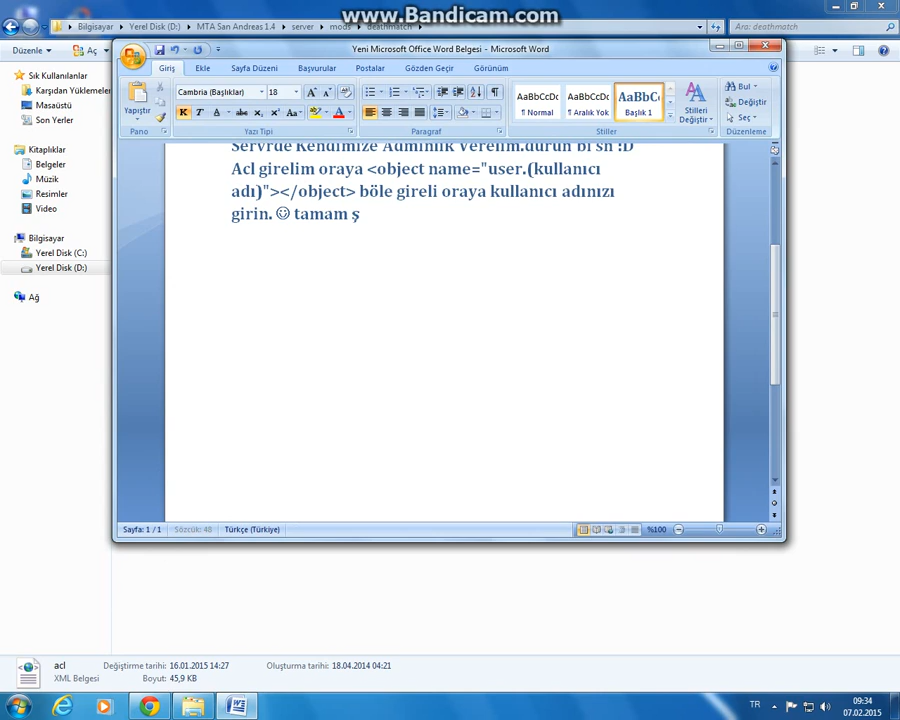 www.Bandicam.com
Bilgisayar ▸ Yerel Disk (D:) ▸ MTA San Andreas 1.4 ▸ server ▸ mods ▸ deathmatch ▸
Ara: deathmatch
Düzenle
Aç
Yeni Microsoft Office Word Belgesi - Microsoft Word
Giriş Ekle Sayfa Düzeni Başvurular Postalar Gözden Geçir Görünüm
Yapıştır
Cambria (Başlıklar) 18
AaBbCcDc AaBbCcDc AaBbC
¶ Normal ¶ Aralık Yok Başlık 1
Stilleri Değiştir
Bul
Değiştir
Seç
Pano Yazı Tipi Paragraf Stiller Düzenleme
Sık Kullanılanlar
Karşıdan Yüklemeler
Masaüstü
Son Yerler
Kitaplıklar
Belgeler
Müzik
Resimler
Video
Bilgisayar
Yerel Disk (C:)
Yerel Disk (D:)
Ağ
Servrde Kendimize Adminlik Verelim.durun bi sn :D
Acl girelim oraya <object name="user.(kullanıcı
adı)"></object> böle gireli oraya kullanıcı adınızı
girin. ☺ tamam ş
Sayfa: 1 / 1 Sözcük: 48 Türkçe (Türkiye) %100
acl Değiştirme tarihi: 16.01.2015 14:27 Oluşturma tarihi: 18.04.2014 04:21
XML Belgesi Boyut: 45,9 KB
TR
09:34
07.02.2015